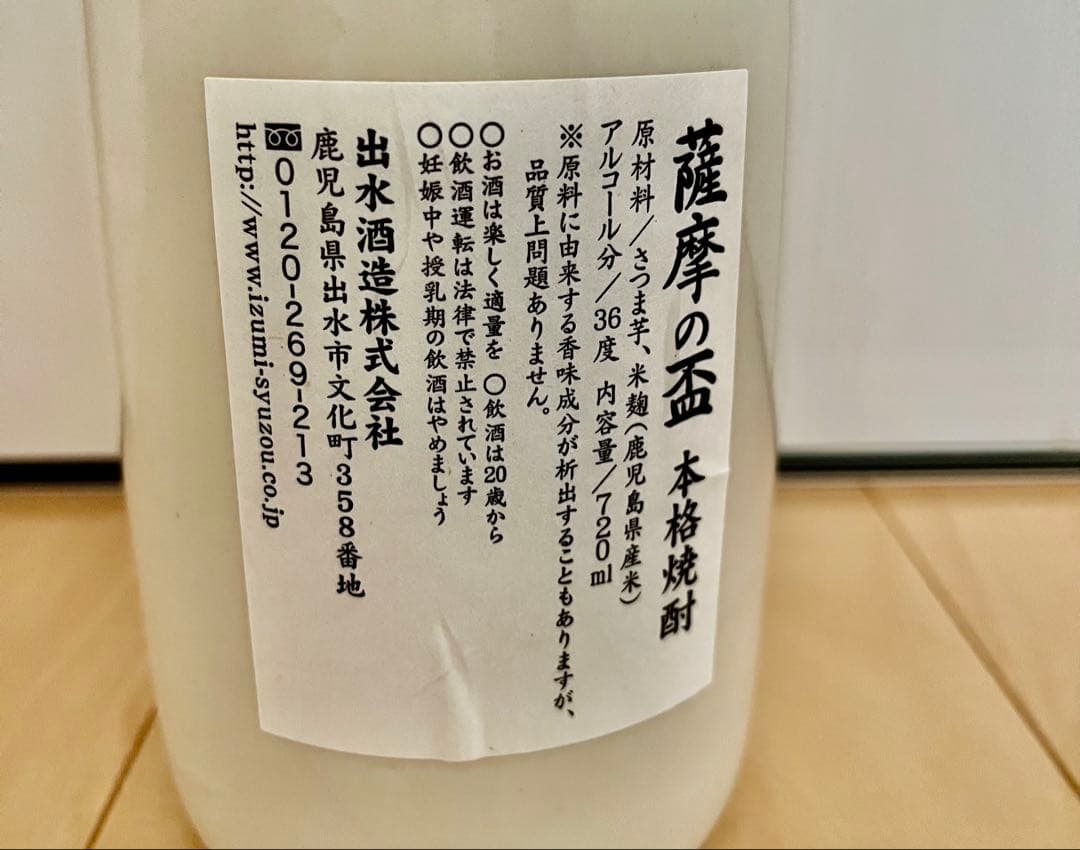 薩摩の盃 本格焼酎
原材料/さつま芋、米麹(鹿児島県産米)
アルコール分/36度 内容量/720ml
※原料に由来する香味成分が析出することもありますが、
品質上問題ありません。
○お酒は楽しく適量を ○飲酒は20歳から
○飲酒運転は法律で禁止されています
○妊娠中や授乳期の飲酒はやめましょう
出水酒造株式会社
鹿児島県出水市文化町358番地
0120-269-213
http://www.izumi-syuzou.co.jp